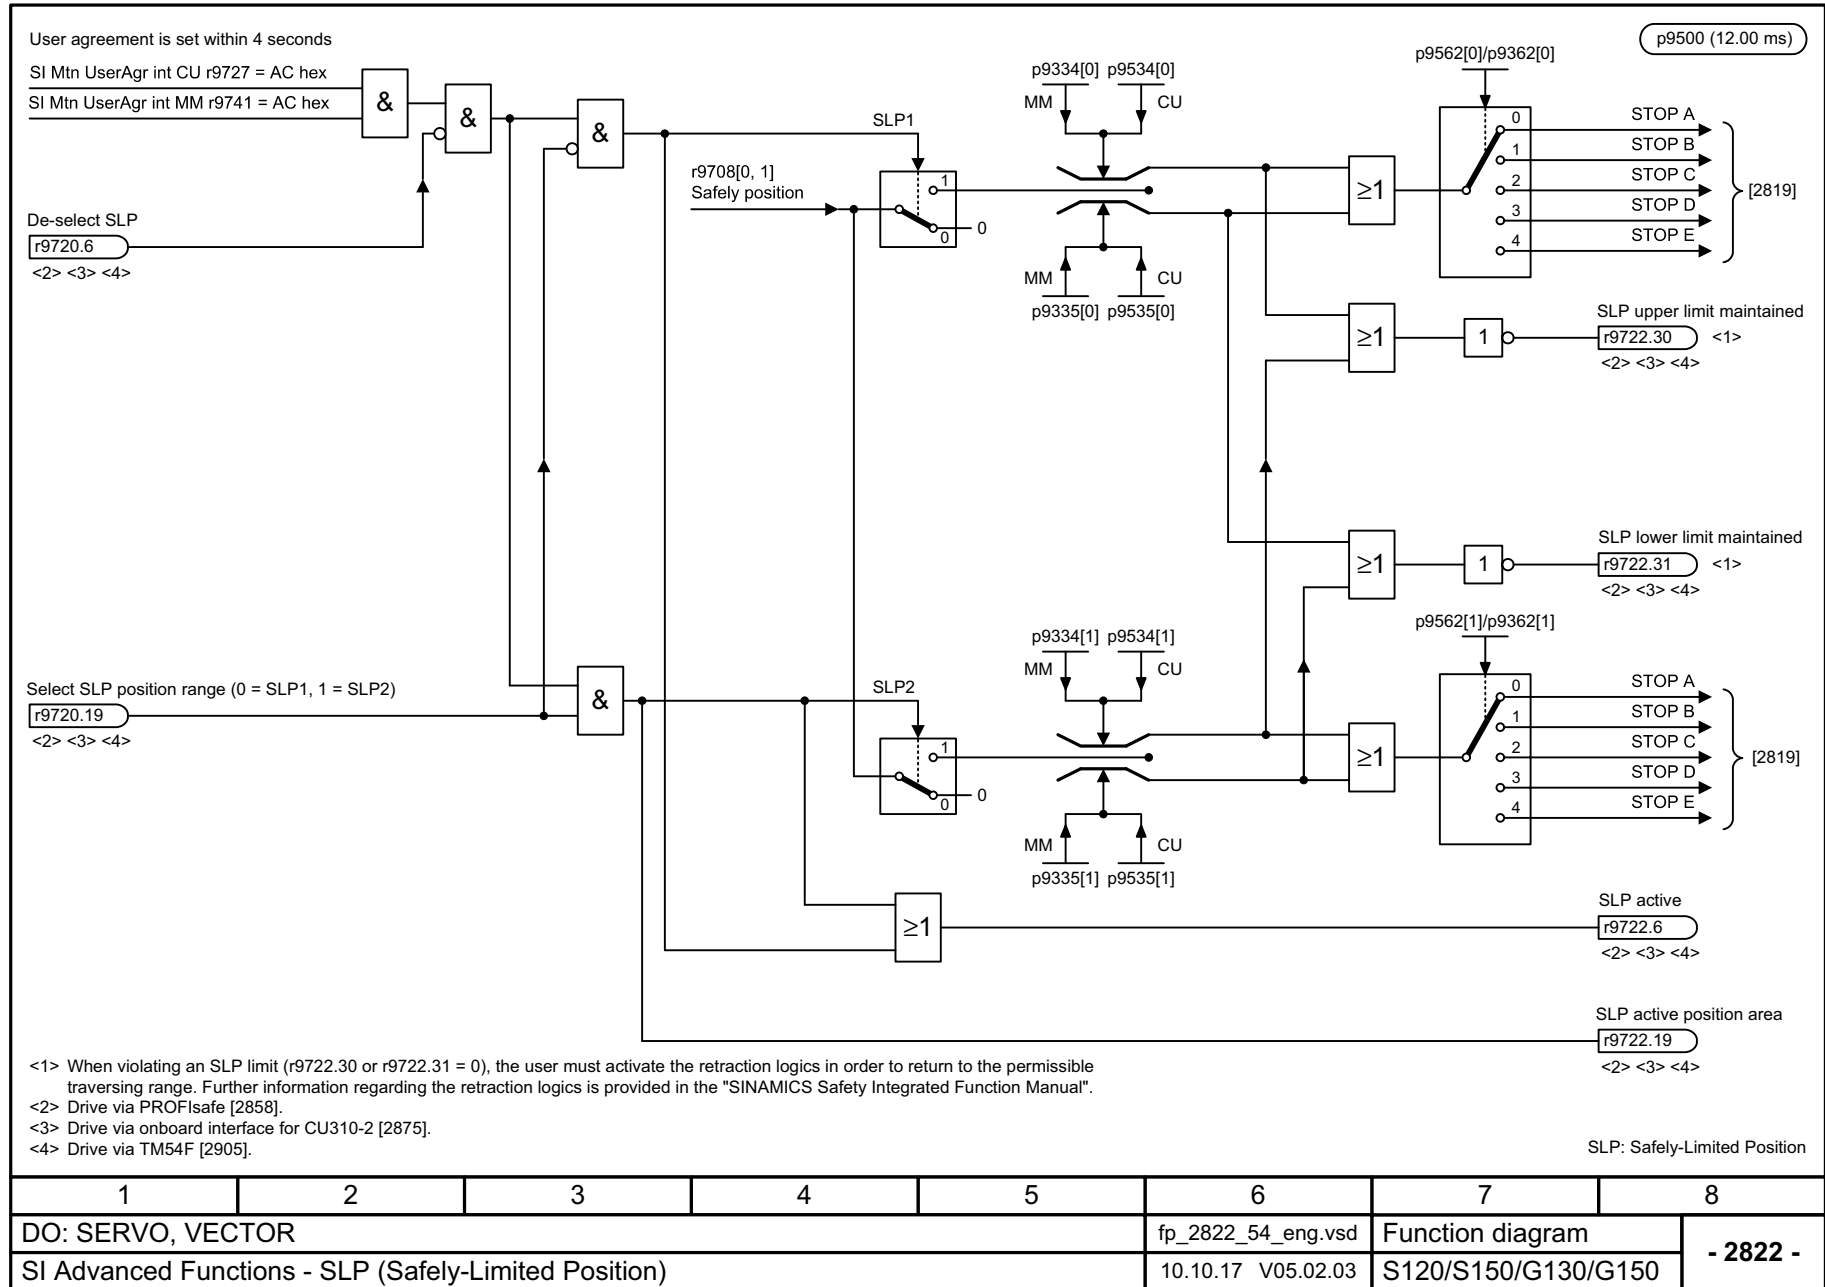 User agreement is set within 4 seconds
p9500 (12.00 ms)
SI Mtn UserAgr int CU r9727 = AC hex
SI Mtn UserAgr int MM r9741 = AC hex
&
&
&
De-select SLP
r9720.6
<2> <3> <4>
SLP1
r9708[0, 1]
Safely position
1
0
0
p9334[0] p9534[0]
MM CU
MM CU
p9335[0] p9535[0]
≥1
p9562[0]/p9362[0]
0 STOP A
1 STOP B
2 STOP C
3 STOP D
4 STOP E
[2819]
≥1
1
SLP upper limit maintained
r9722.30 <1>
<2> <3> <4>
≥1
1
SLP lower limit maintained
r9722.31 <1>
<2> <3> <4>
Select SLP position range (0 = SLP1, 1 = SLP2)
r9720.19
<2> <3> <4>
&
SLP2
1
0
0
p9334[1] p9534[1]
MM CU
MM CU
p9335[1] p9535[1]
≥1
p9562[1]/p9362[1]
0 STOP A
1 STOP B
2 STOP C
3 STOP D
4 STOP E
[2819]
≥1
SLP active
r9722.6
<2> <3> <4>
SLP active position area
r9722.19
<2> <3> <4>
<1> When violating an SLP limit (r9722.30 or r9722.31 = 0), the user must activate the retraction logics in order to return to the permissible
traversing range. Further information regarding the retraction logics is provided in the "SINAMICS Safety Integrated Function Manual".
<2> Drive via PROFIsafe [2858].
<3> Drive via onboard interface for CU310-2 [2875].
<4> Drive via TM54F [2905].
SLP: Safely-Limited Position
1 2 3 4 5 6 7 8
DO: SERVO, VECTOR
fp_2822_54_eng.vsd
Function diagram
- 2822 -
SI Advanced Functions - SLP (Safely-Limited Position)
10.10.17 V05.02.03
S120/S150/G130/G150